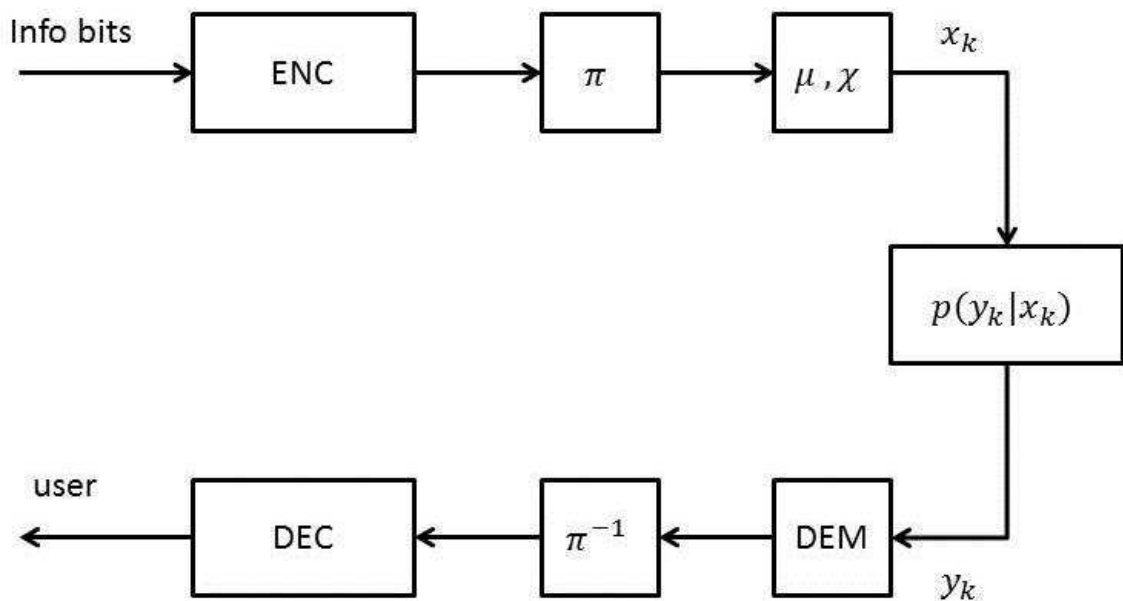 Info bits
ENC
π
μ , χ
x_k
p(y_k|x_k)
user
DEC
π⁻¹
DEM
y_k